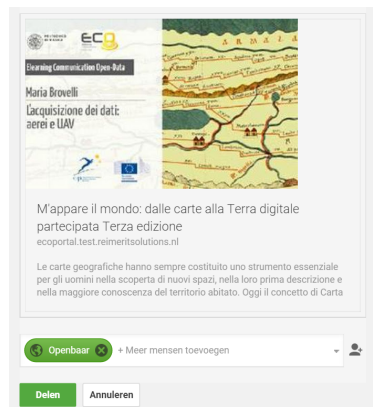 POLITECNICO
DI MILANO
ECO
Elearning Communication Open-Data
Maria Brovelli
L'acquisizione dei dati:
aerei e UAV
A R A B I A
M'appare il mondo: dalle carte alla Terra digitale
partecipata Terza edizione
ecoportal.test.reimeritsolutions.nl
Le carte geografiche hanno sempre costituito uno strumento essenziale
per gli uomini nella scoperta di nuovi spazi, nella loro prima descrizione e
nella maggiore conoscenza del territorio abitato. Oggi il concetto di Carta
Openbaar
+ Meer mensen toevoegen
Delen
Annuleren